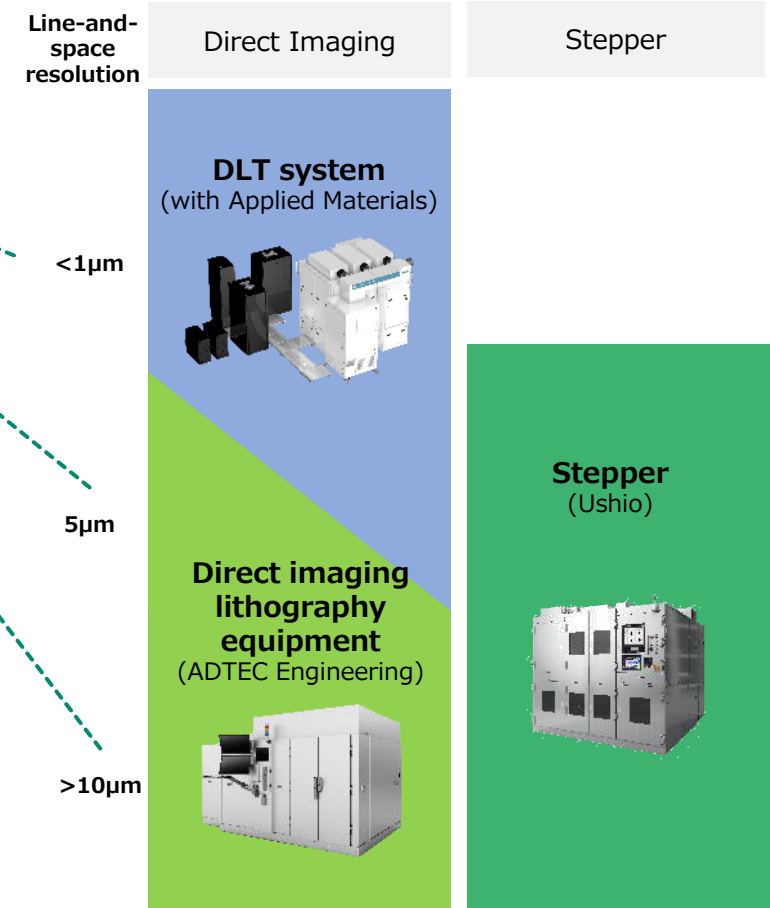 Line-and-
space
resolution
Direct Imaging
Stepper
DLT system
(with Applied Materials)
<1μm
Stepper
(Ushio)
5μm
Direct imaging
lithography
equipment
(ADTEC Engineering)
>10μm